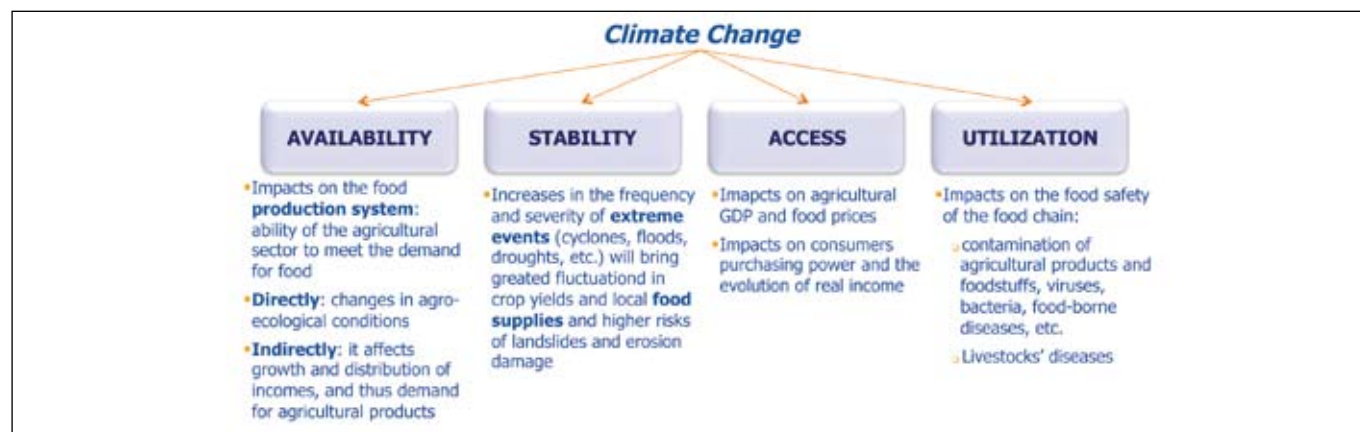 Climate Change
AVAILABILITY
•Impacts on the food
production system:
ability of the agricultural
sector to meet the demand
for food
•Directly: changes in agro-
ecological conditions
•Indirectly: it affects
growth and distribution of
incomes, and thus demand
for agricultural products
STABILITY
•Increases in the frequency
and severity of extreme
events (cyclones, floods,
droughts, etc.) will bring
greated fluctuationd in
crop yields and local food
supplies and higher risks
of landslides and erosion
damage
ACCESS
•Imapcts on agricultural
GDP and food prices
•Impacts on consumers
purchasing power and the
evolution of real income
UTILIZATION
•Impacts on the food safety
of the food chain:
contamination of
agricultural products and
foodstuffs, viruses,
bacteria, food-borne
diseases, etc.
Livestocks' diseases